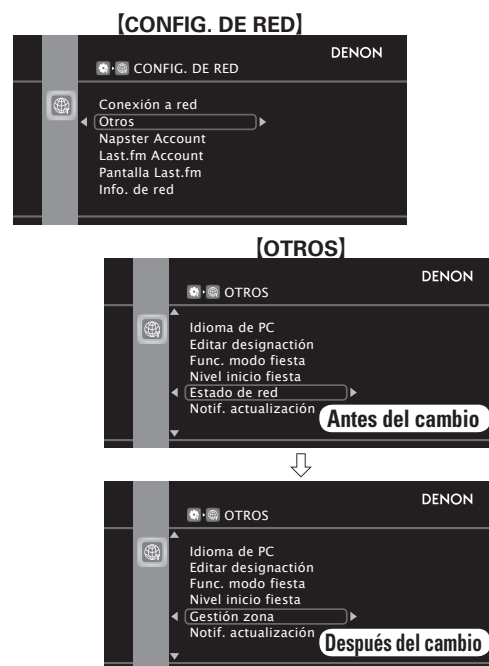 【CONFIG. DE RED】
DENON
CONFIG. DE RED
Conexión a red
Otros
Napster Account
Last.fm Account
Pantalla Last.fm
Info. de red
【OTROS】
DENON
OTROS
Idioma de PC
Editar designactión
Func. modo fiesta
Nivel inicio fiesta
Estado de red
Notif. actualización
Antes del cambio
DENON
OTROS
Idioma de PC
Editar designactión
Func. modo fiesta
Nivel inicio fiesta
Gestión zona
Notif. actualización
Después del cambio